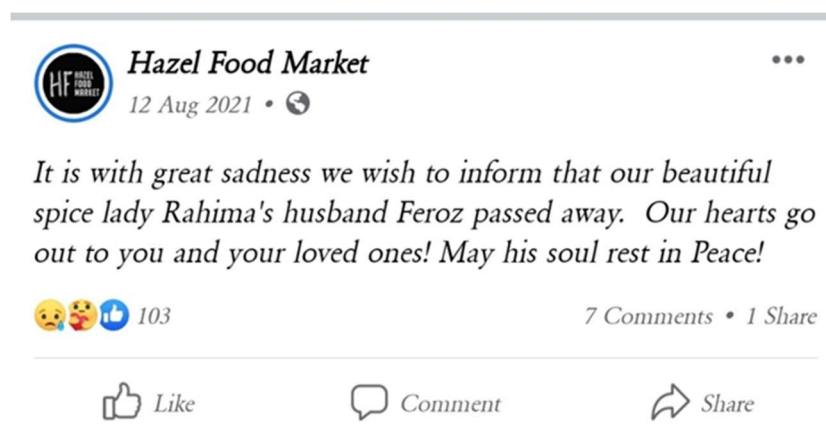 HF HAZEL FOOD MARKET
Hazel Food Market
12 Aug 2021 •
It is with great sadness we wish to inform that our beautiful
spice lady Rahima's husband Feroz passed away. Our hearts go
out to you and your loved ones! May his soul rest in Peace!
103
7 Comments • 1 Share
Like
Comment
Share